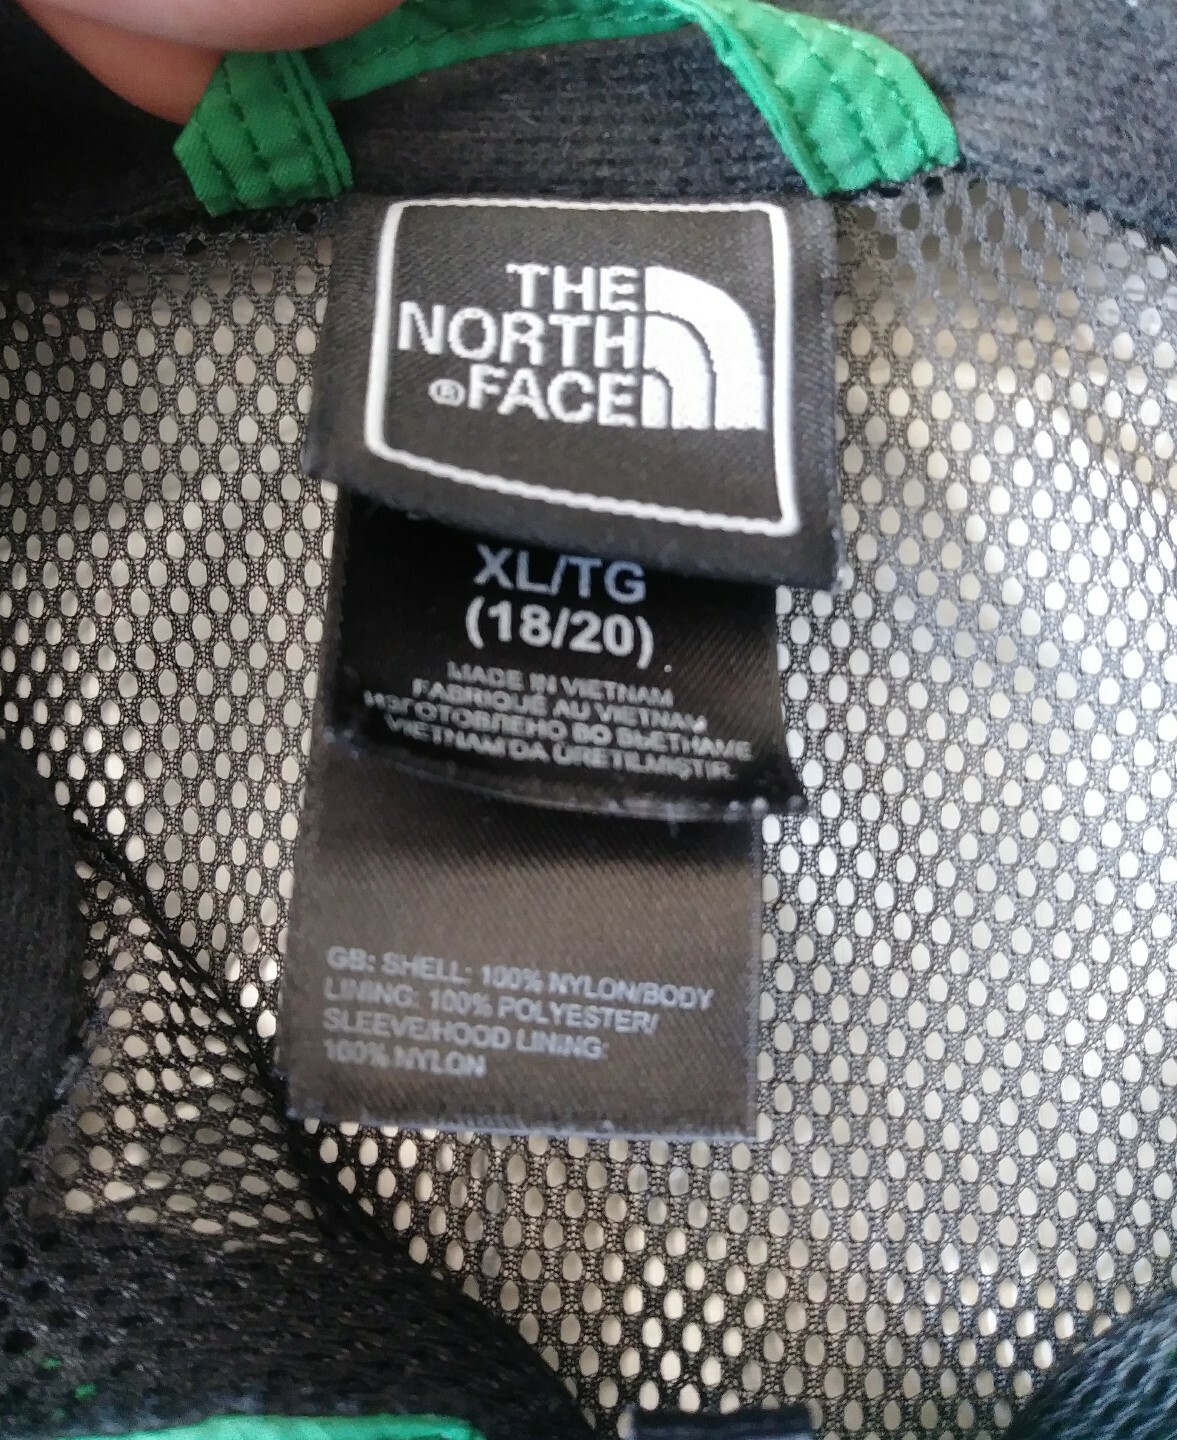 THE
NORTH
®FACE
XL/TG
(18/20)
MADE IN VIETNAM
FABRIQUÉ AU VIETNAM
ИЗГОТОВЛЕНО ВО ВЬЕТНАМЕ
VIETNAM'DA ÜRETILMIŞTIR.
GB: SHELL: 100% NYLON/BODY
LINING: 100% POLYESTER/
SLEEVE/HOOD LINING:
100% NYLON